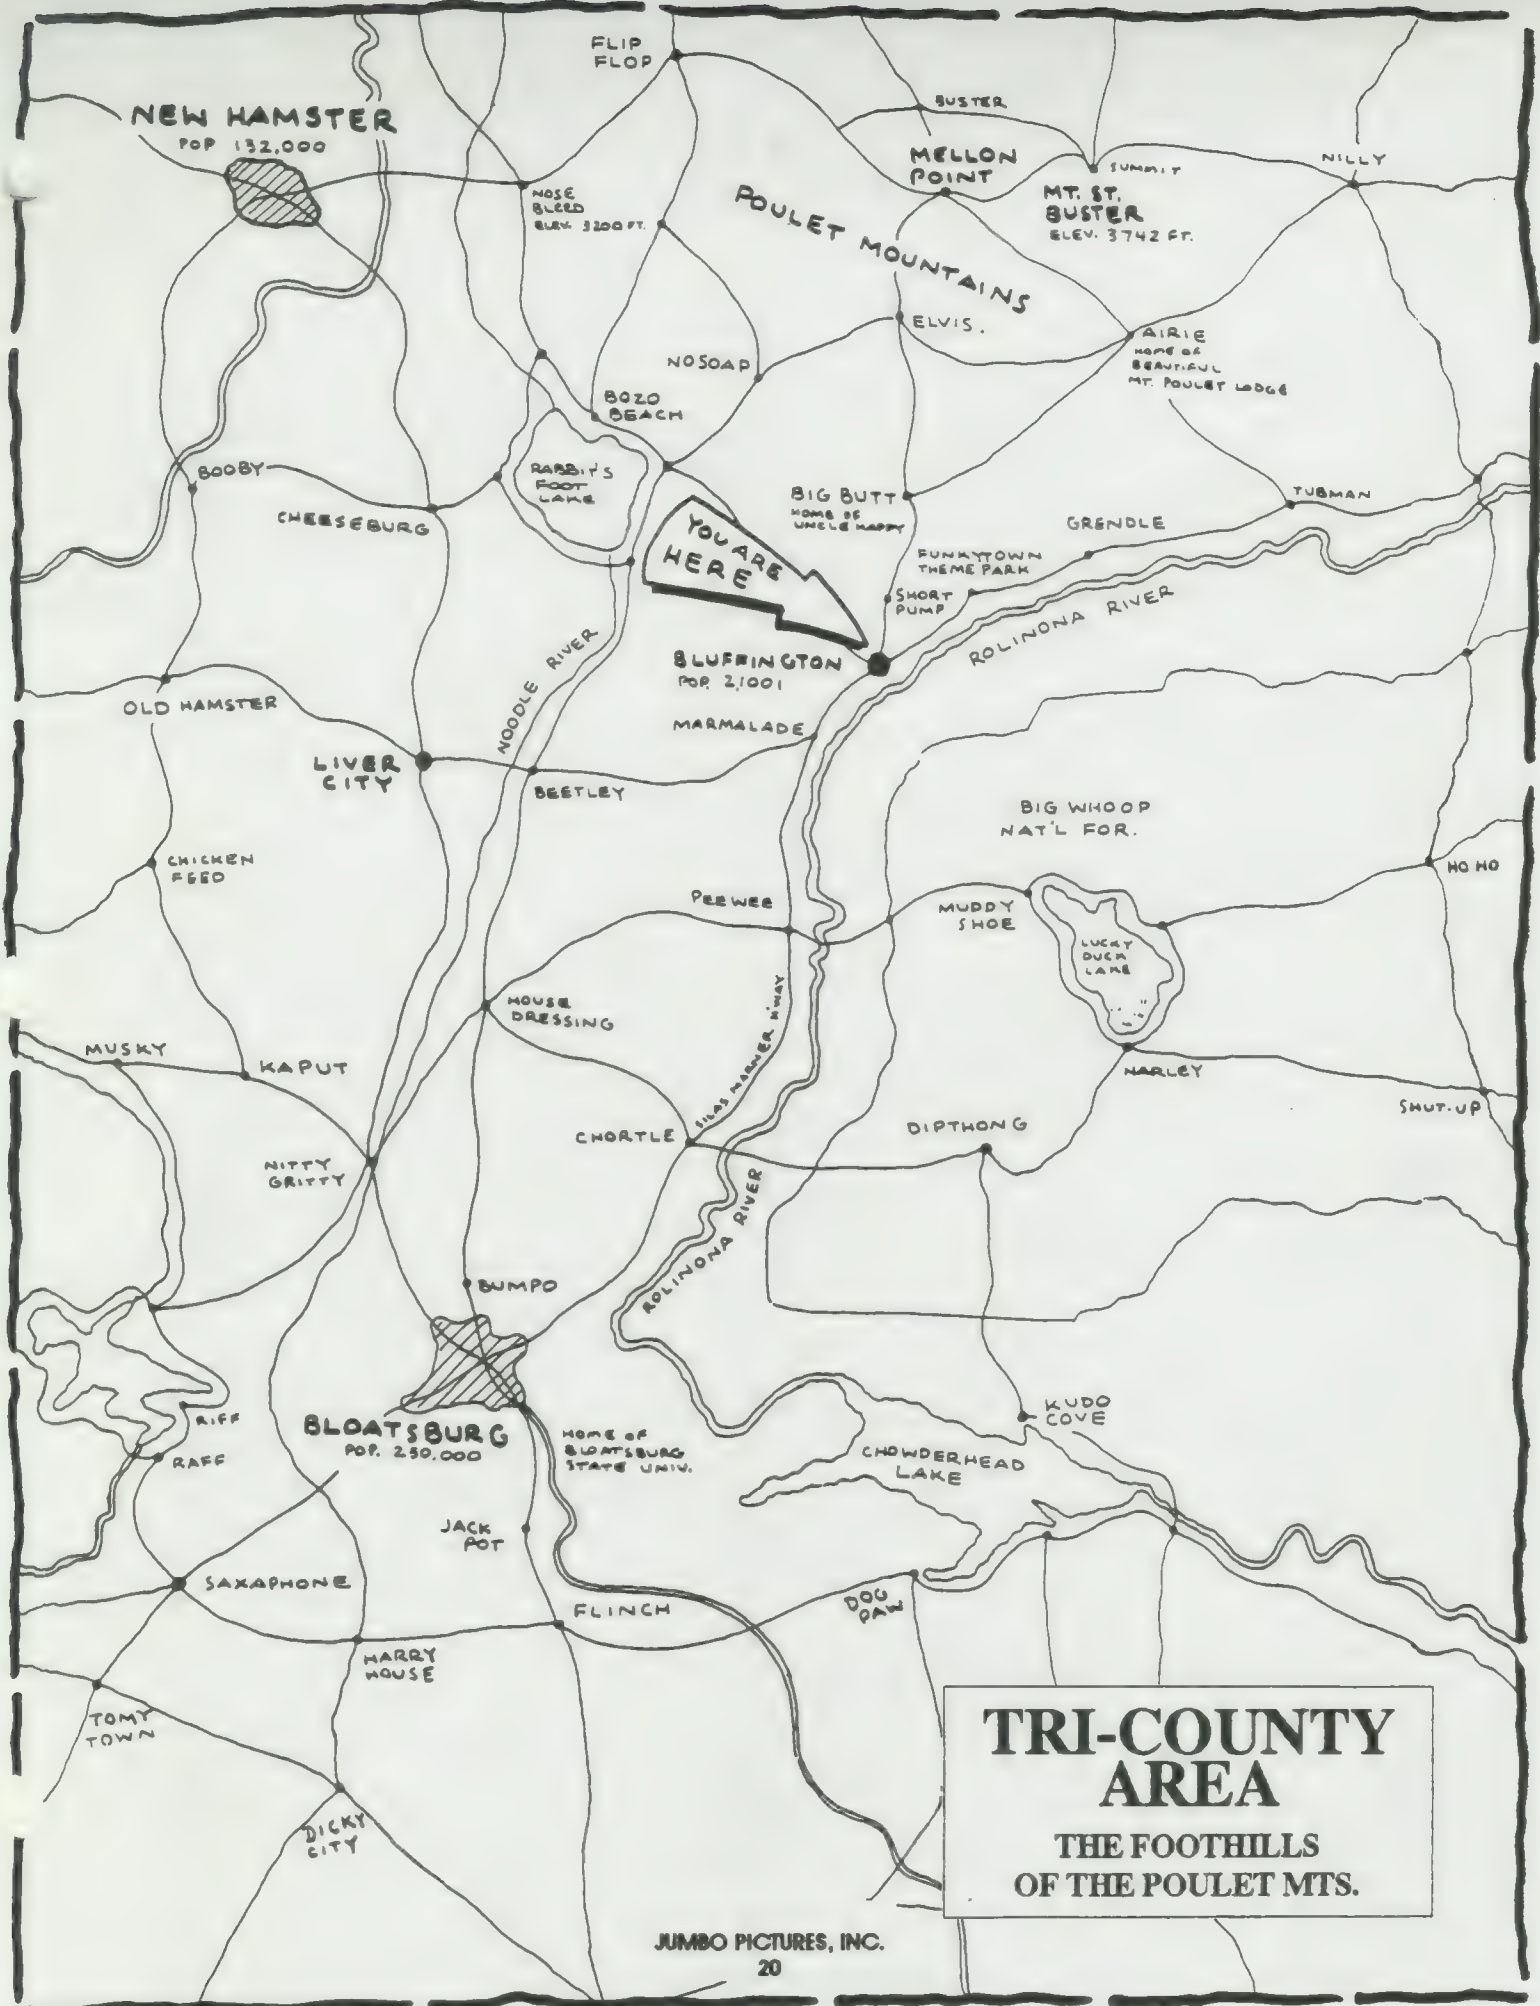 FLIP
FLOP
NEW HAMSTER
POP 132,000
BUSTER
MELLON
POINT
SUMMIT
NILLY
MT. ST.
BUSTER
ELEV. 3742 FT.
NOSE
BLEED
ELEV. 3200 FT.
POULET MOUNTAINS
ELVIS.
AIRIE
HOME OF
BEAUTIFUL
MT. POULET LODGE
NOSOAP
BOZO
BEACH
BOOBY
RABBIT'S
FOOT
LAKE
CHEESEBURG
BIG BUTT
HOME OF
UNCLE HAPPY
TUBMAN
GRENDLE
YOU ARE
HERE
FUNKYTOWN
THEME PARK
SHORT
PUMP
ROLINONA RIVER
NOODLE RIVER
BLUFFINGTON
POP. 2,1001
OLD HAMSTER
MARMALADE
LIVER
CITY
BEETLEY
BIG WHOOP
NAT'L FOR.
CHICKEN
FEED
HO HO
PEEWEE
MUDDY
SHOE
LUCKY
DUCK
LAKE
HOUSE
DRESSING
SILAS MARNER H'WAY
MUSKY
KAPUT
NARLEY
SHUT-UP
CHORTLE
DIPTHONG
NITTY
GRITTY
ROLINONA RIVER
BUMPO
RIFF
RAFF
BLOATSBURG
POP. 250,000
HOME OF
BLOATSBURG
STATE UNIV.
KUDO
COVE
CHOWDERHEAD
LAKE
JACK
POT
SAXAPHONE
FLINCH
DOG
PAW
HARRY
HOUSE
TOMY
TOWN
DICKY
CITY
TRI-COUNTY
AREA
THE FOOTHILLS
OF THE POULET MTS.
JUMBO PICTURES, INC.
20